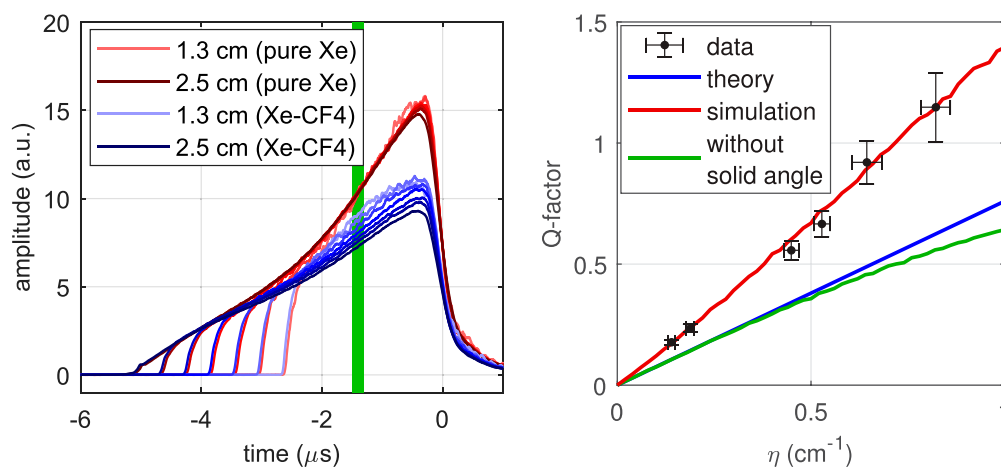 20
15
10
5
0
amplitude (a.u.)
1.3 cm (pure Xe)
2.5 cm (pure Xe)
1.3 cm (Xe-CF4)
2.5 cm (Xe-CF4)
-6
-4
-2
0
time (μs)
1.5
1
0.5
0
Q-factor
data
theory
simulation
without
solid angle
0
0.5
η (cm⁻¹)